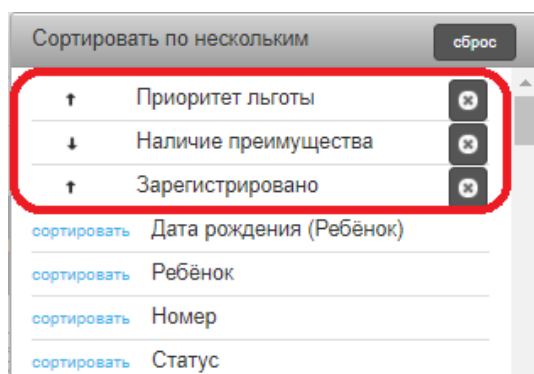 Сортировать по нескольким сброс
Приоритет льготы
Наличие преимущества
Зарегистрировано
сортировать Дата рождения (Ребёнок)
сортировать Ребёнок
сортировать Номер
сортировать Статус